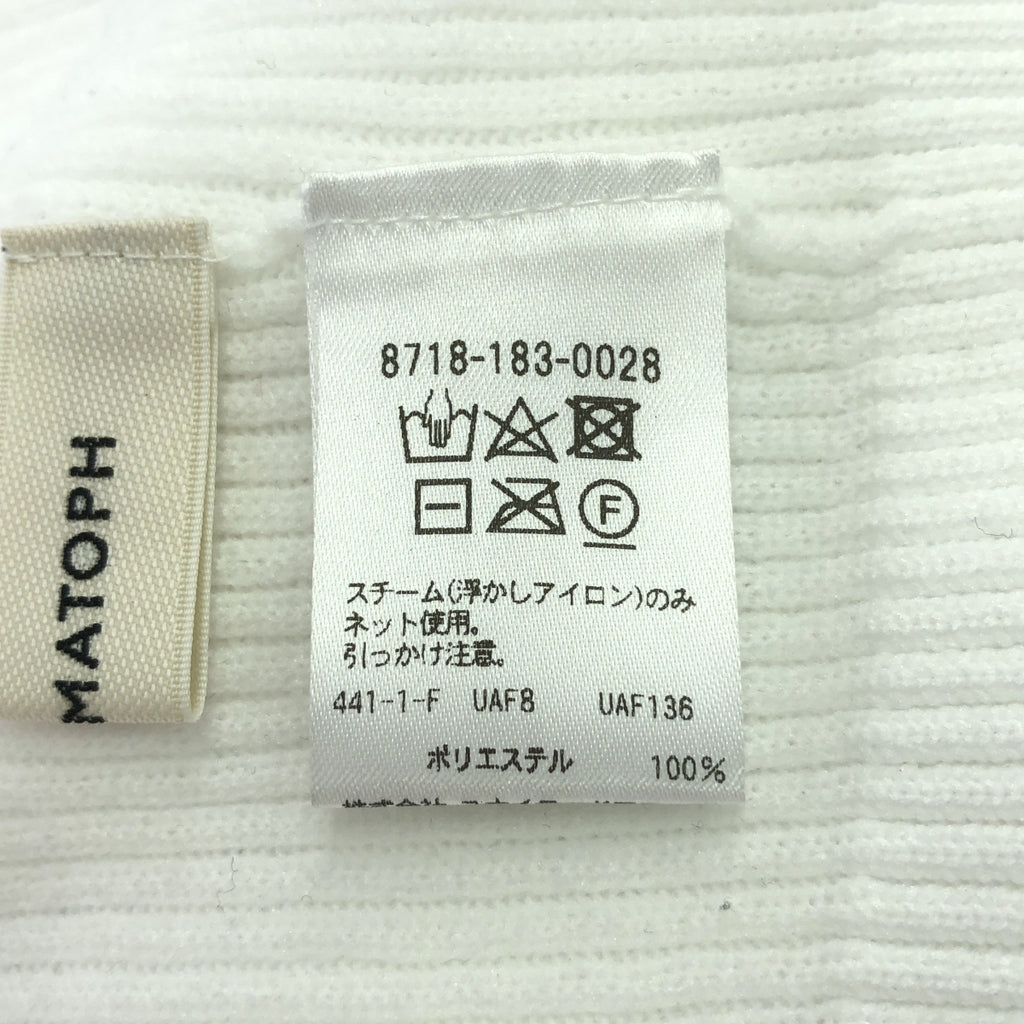 MATOPH
8718-183-0028
F
スチーム(浮かしアイロン)のみ
ネット使用。
引っかけ注意。
441-1-F UAF8 UAF136
ポリエステル 100%